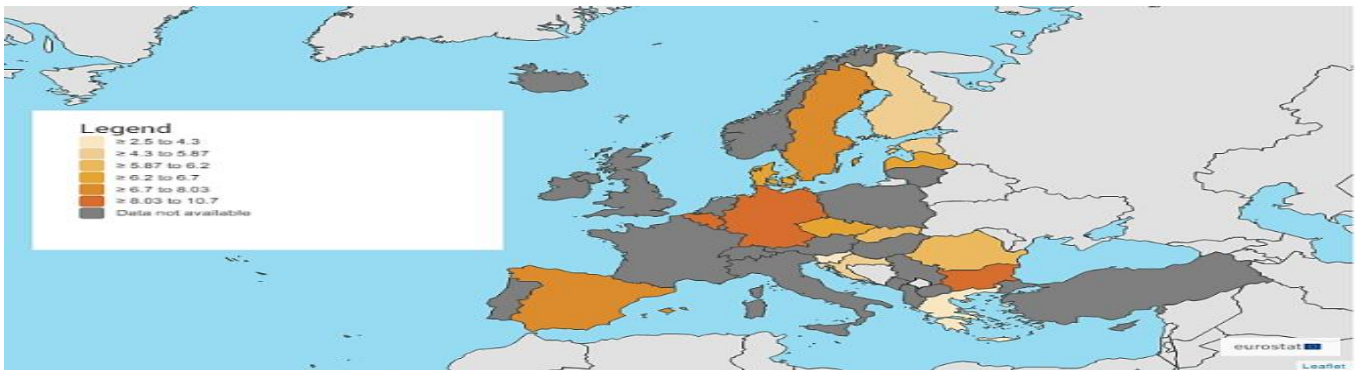 Legend
≥ 2.5 to 4.3
≥ 4.3 to 5.87
≥ 5.87 to 6.2
≥ 6.2 to 6.7
≥ 6.7 to 8.03
≥ 8.03 to 10.7
Data not available
eurostat
Leaflet